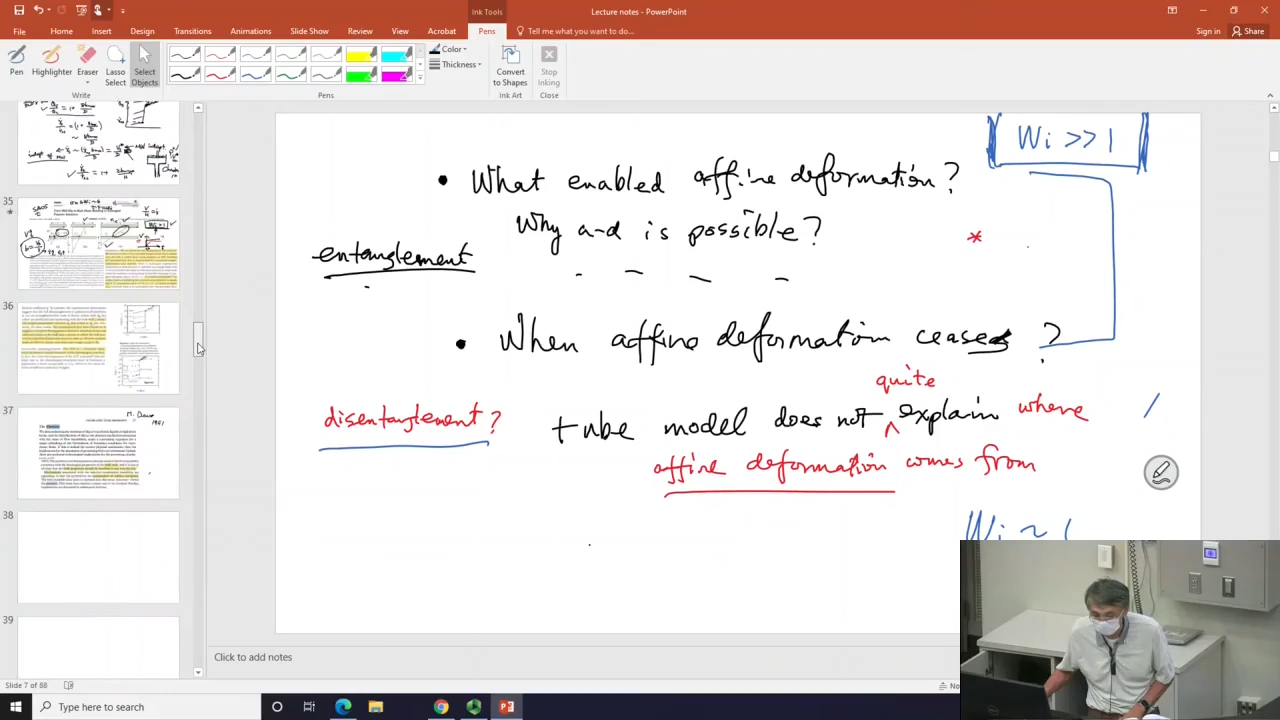 Ink Tools
Lecture notes - PowerPoint
File
Home
Insert
Design
Transitions
Animations
Slide Show
Review
View
Acrobat
Pens
Tell me what you want to do...
Sign in
Share
Pen
Highlighter
Eraser
Lasso Select
Select Objects
Color
Thickness
Convert to Shapes
Stop Inking
Write
Pens
Ink Art
Close
Wi >> 1
• What enabled affine deformation?
Why a-d is possible?
*
entanglement
• When affine deformation ceases ?
quite
disentanglement?
tube model does not ^ explain where
affine deformation comes from
Wi ~ 1
35
36
37
38
39
Click to add notes
Slide 7 of 88
Type here to search